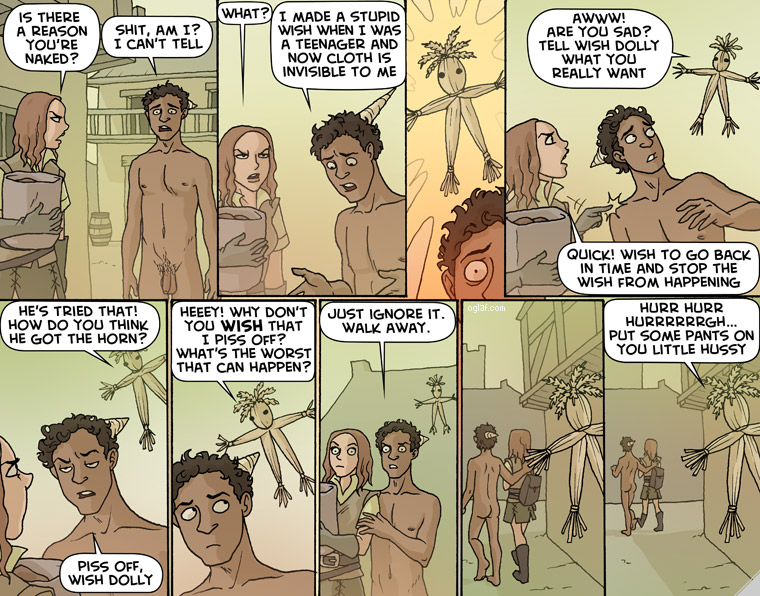 IS THERE
A REASON
YOU'RE
NAKED?
SHIT, AM I?
I CAN'T TELL
WHAT?
I MADE A STUPID
WISH WHEN I WAS
A TEENAGER AND
NOW CLOTH IS
INVISIBLE TO ME
AWWW!
ARE YOU SAD?
TELL WISH DOLLY
WHAT YOU
REALLY WANT
QUICK! WISH TO GO BACK
IN TIME AND STOP THE
WISH FROM HAPPENING
HE'S TRIED THAT!
HOW DO YOU THINK
HE GOT THE HORN?
PISS OFF,
WISH DOLLY
HEEEY! WHY DON'T
YOU WISH THAT
I PISS OFF?
WHAT'S THE WORST
THAT CAN HAPPEN?
JUST IGNORE IT.
WALK AWAY.
oglaf.com
HURR HURR
HURRRRRGH...
PUT SOME PANTS ON
YOU LITTLE HUSSY